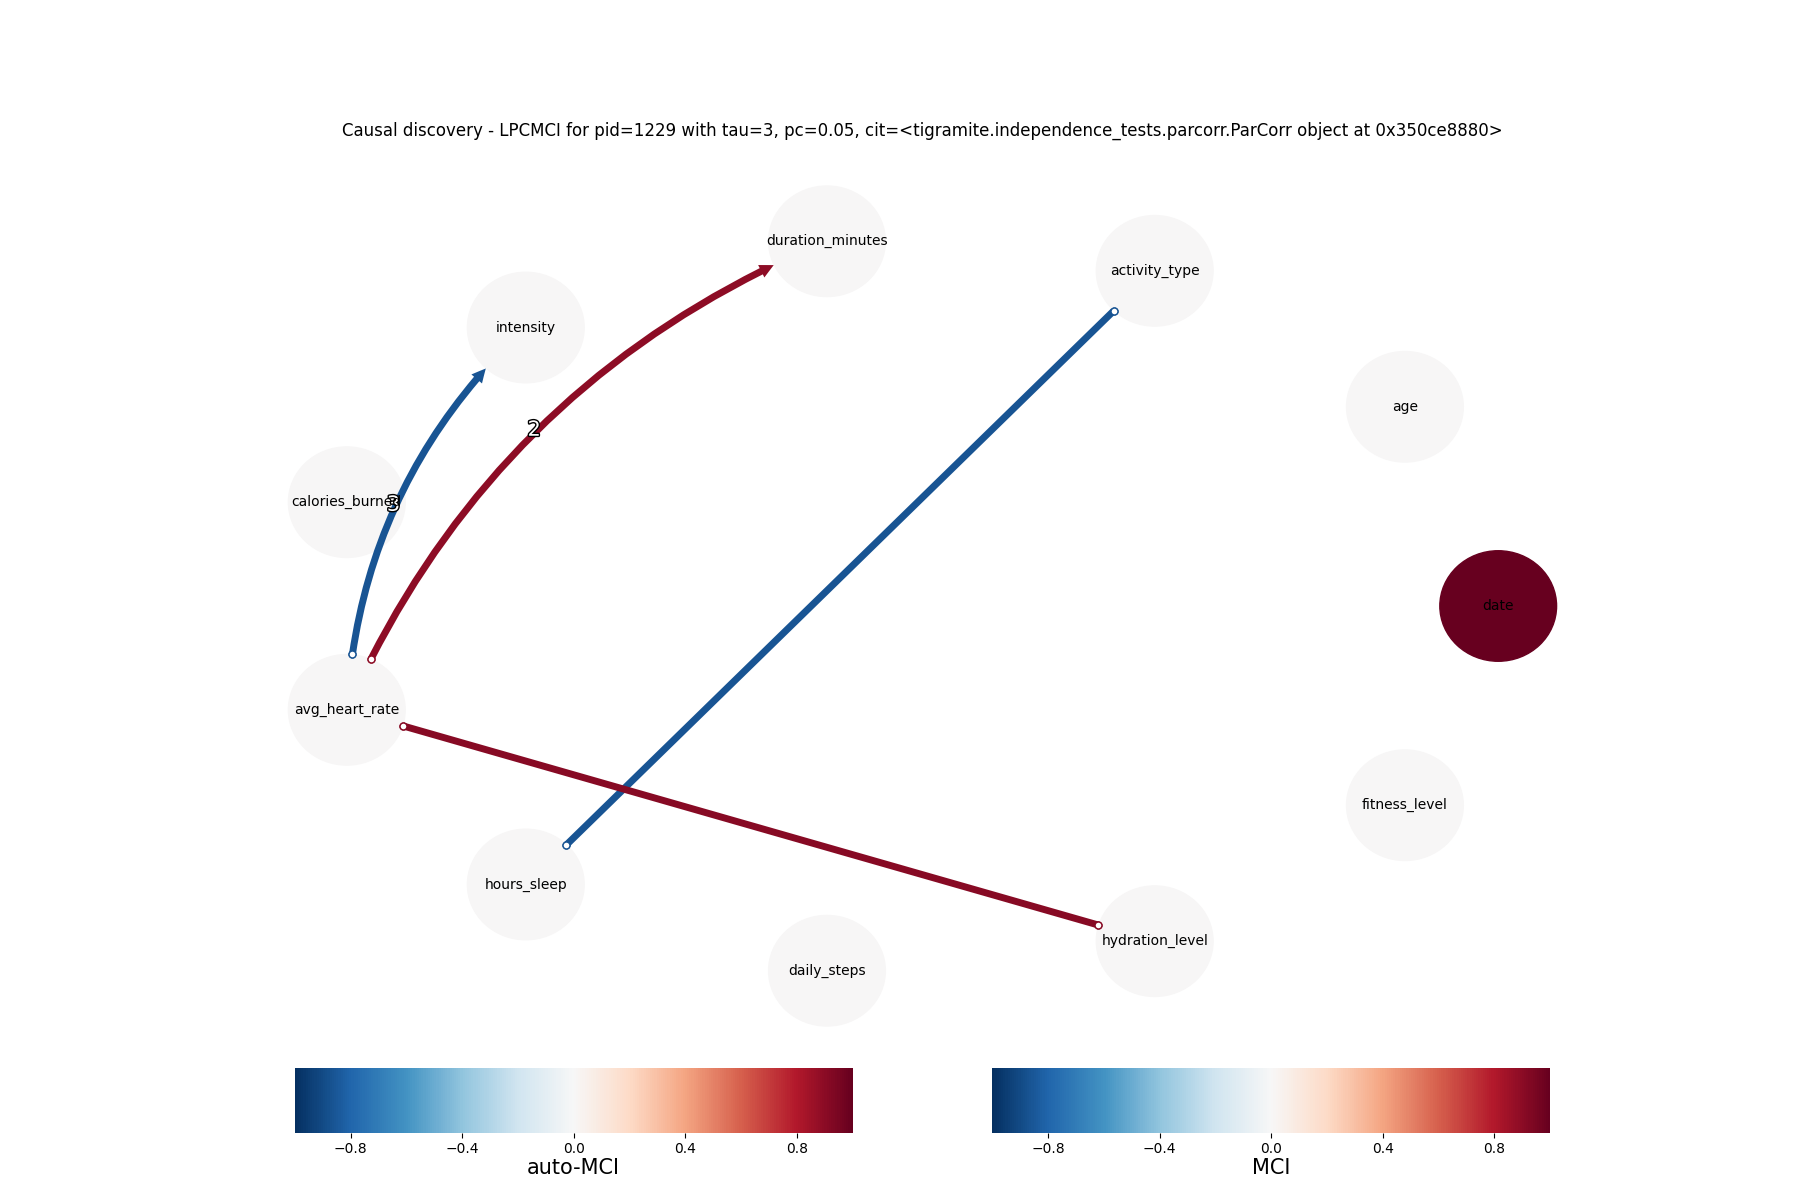 Causal discovery - LPCMCI for pid=1229 with tau=3, pc=0.05, cit=<tigramite.independence_tests.parcorr.ParCorr object at 0x350ce8880>
duration_minutes
activity_type
intensity
age
2
calories_burned
3
date
avg_heart_rate
fitness_level
hours_sleep
hydration_level
daily_steps
−0.8 −0.4 0.0 0.4 0.8
auto-MCI
−0.8 −0.4 0.0 0.4 0.8
MCI